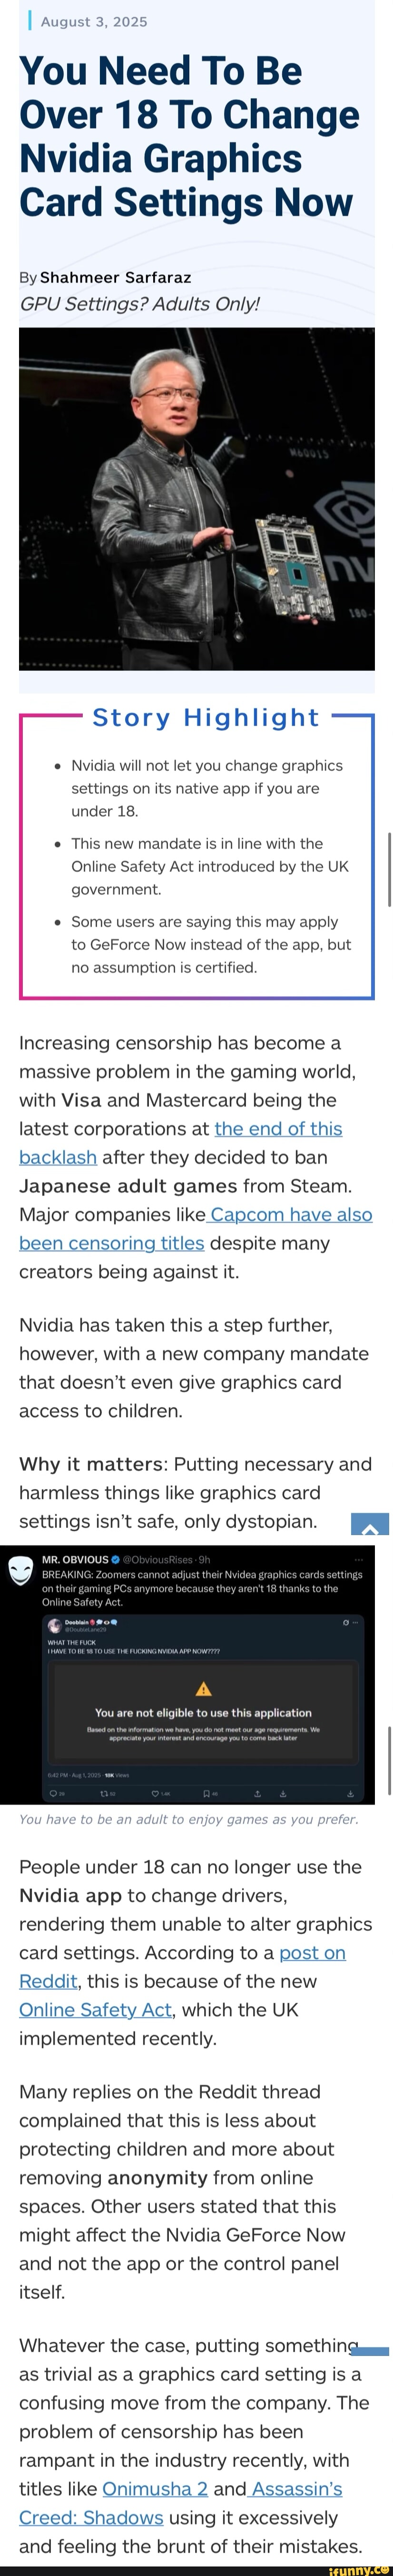 August 3, 2025
You Need To Be
Over 18 To Change
Nvidia Graphics
Card Settings Now
By Shahmeer Sarfaraz
GPU Settings? Adults Only!
M60015
nv
180-
Story Highlight
• Nvidia will not let you change graphics
settings on its native app if you are
under 18.
• This new mandate is in line with the
Online Safety Act introduced by the UK
government.
• Some users are saying this may apply
to GeForce Now instead of the app, but
no assumption is certified.
Increasing censorship has become a
massive problem in the gaming world,
with Visa and Mastercard being the
latest corporations at the end of this
backlash after they decided to ban
Japanese adult games from Steam.
Major companies like Capcom have also
been censoring titles despite many
creators being against it.
Nvidia has taken this a step further,
however, with a new company mandate
that doesn't even give graphics card
access to children.
Why it matters: Putting necessary and
harmless things like graphics card
settings isn't safe, only dystopian.
MR. OBVIOUS @ObviousRises · 9h
BREAKING: Zoomers cannot adjust their Nvidea graphics cards settings
on their gaming PCs anymore because they aren't 18 thanks to the
Online Safety Act.
Dooblain
WHAT THE FUCK
I HAVE TO BE 18 TO USE THE FUCKING NVIDIA APP NOW????
You are not eligible to use this application
Based on the information we have, you do not meet our age requirements. We
appreciate your interest and encourage you to come back later
6:42 PM · Aug 1, 2025 · Views
You have to be an adult to enjoy games as you prefer.
People under 18 can no longer use the
Nvidia app to change drivers,
rendering them unable to alter graphics
card settings. According to a post on
Reddit, this is because of the new
Online Safety Act, which the UK
implemented recently.
Many replies on the Reddit thread
complained that this is less about
protecting children and more about
removing anonymity from online
spaces. Other users stated that this
might affect the Nvidia GeForce Now
and not the app or the control panel
itself.
Whatever the case, putting something
as trivial as a graphics card setting is a
confusing move from the company. The
problem of censorship has been
rampant in the industry recently, with
titles like Onimusha 2 and Assassin's
Creed: Shadows using it excessively
and feeling the brunt of their mistakes.
ifunny.co